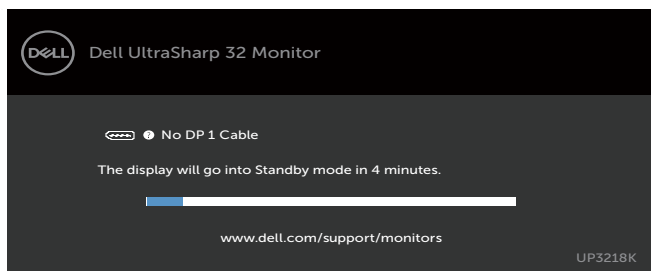 DELL
Dell UltraSharp 32 Monitor
? No DP 1 Cable
The display will go into Standby mode in 4 minutes.
www.dell.com/support/monitors
UP3218K